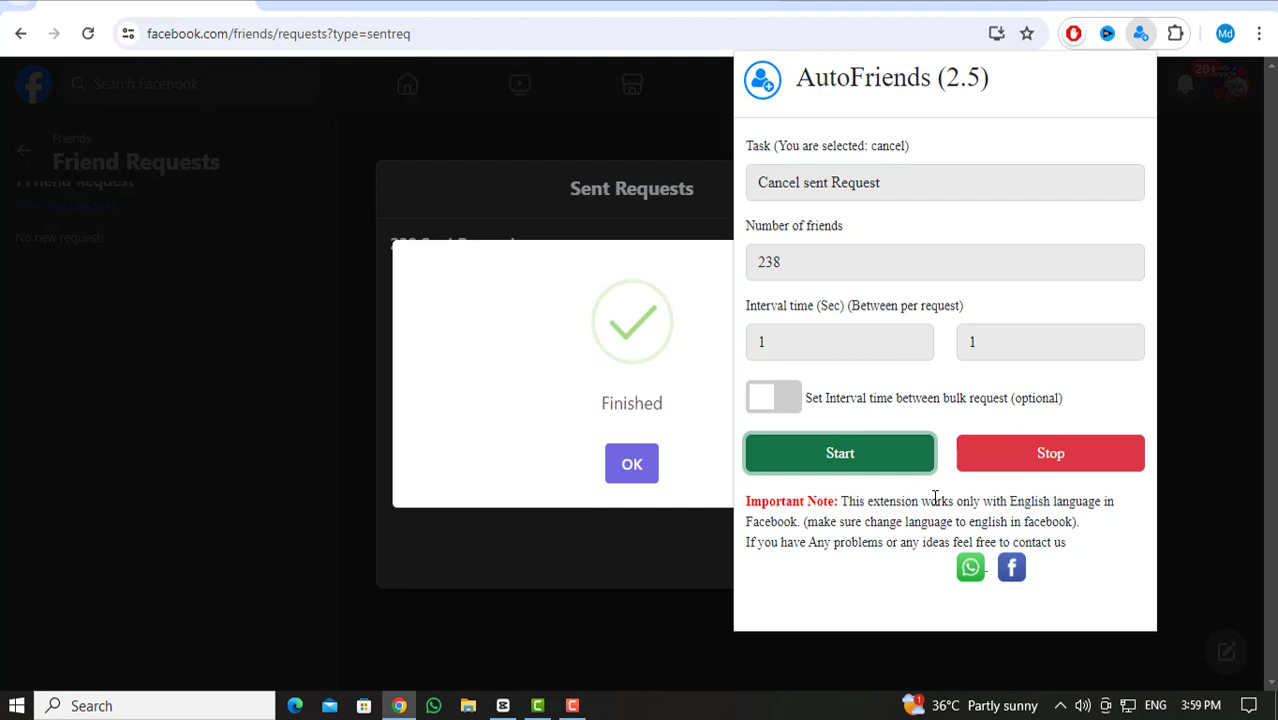 facebook.com/friends/requests?type=sentreq
Md
AutoFriends (2.5)
Search Facebook
20+
Friends
Friend Requests
No new requests
Sent Requests
Finished
OK
Task (You are selected: cancel)
Cancel sent Request
Number of friends
238
Interval time (Sec) (Between per request)
1
1
Set Interval time between bulk request (optional)
Start
Stop
Important Note: This extension works only with English language in
Facebook. (make sure change language to english in facebook).
If you have Any problems or any ideas feel free to contact us
Search
1
36°C Partly sunny
ENG
3:59 PM